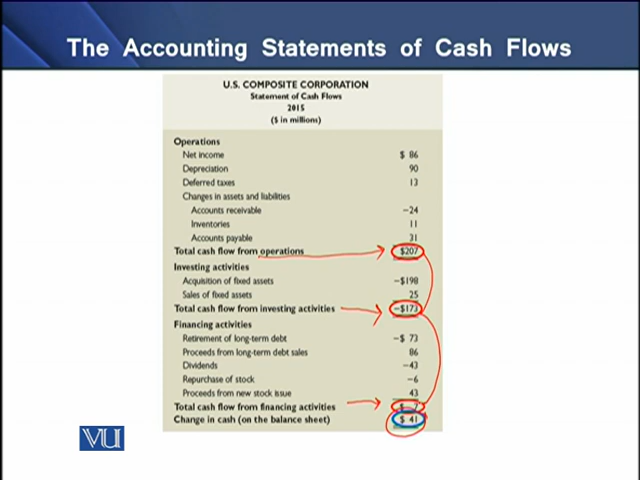 The Accounting Statements of Cash Flows
U.S. COMPOSITE CORPORATION
Statement of Cash Flows
2015
($ in millions)
Operations
Net income $ 86
Depreciation 90
Deferred taxes 13
Changes in assets and liabilities
Accounts receivable −24
Inventories 11
Accounts payable 31
Total cash flow from operations $207
Investing activities
Acquisition of fixed assets −$198
Sales of fixed assets 25
Total cash flow from investing activities −$173
Financing activities
Retirement of long-term debt −$ 73
Proceeds from long-term debt sales 86
Dividends −43
Repurchase of stock −6
Proceeds from new stock issue 43
Total cash flow from financing activities $ 7
Change in cash (on the balance sheet) $ 41
VU